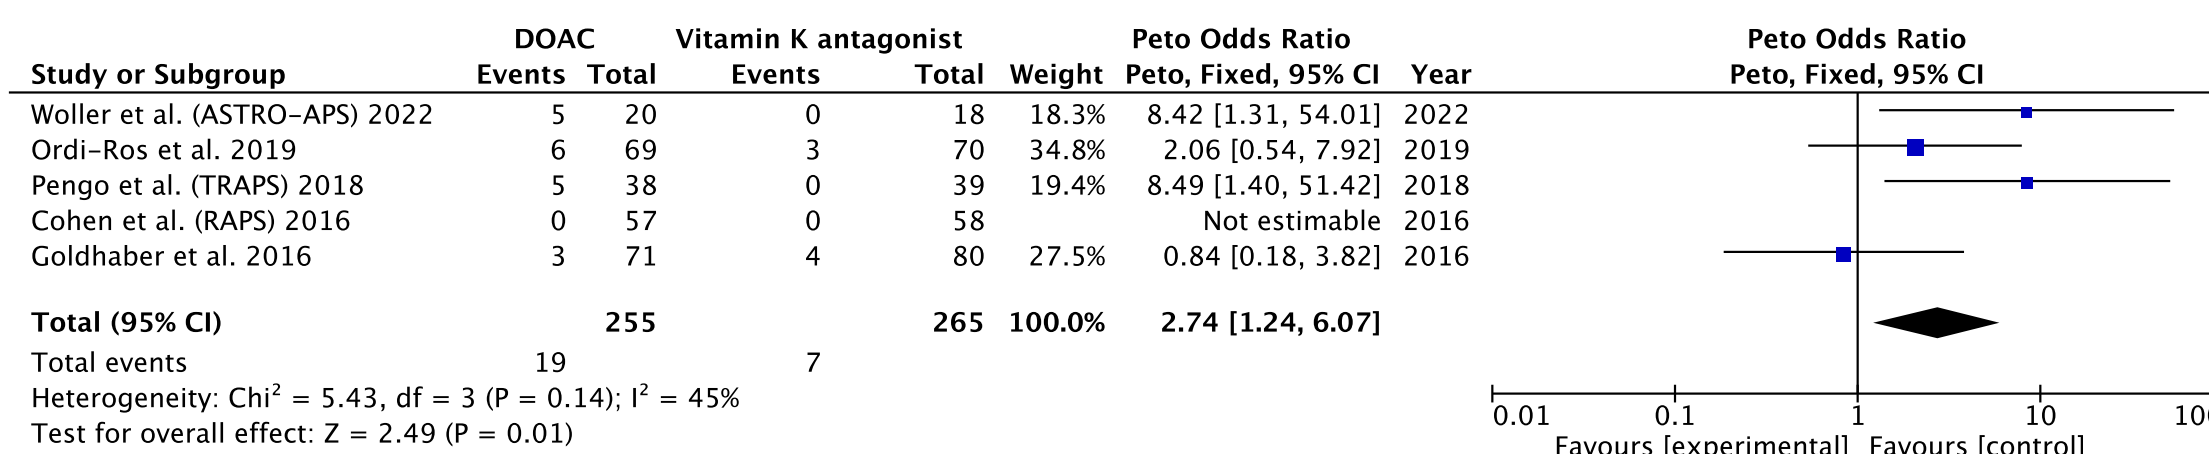 DOAC Vitamin K antagonist Peto Odds Ratio Peto Odds Ratio
Study or Subgroup Events Total Events Total Weight Peto, Fixed, 95% CI Year Peto, Fixed, 95% CI
Woller et al. (ASTRO-APS) 2022 5 20 0 18 18.3% 8.42 [1.31, 54.01] 2022
Ordi-Ros et al. 2019 6 69 3 70 34.8% 2.06 [0.54, 7.92] 2019
Pengo et al. (TRAPS) 2018 5 38 0 39 19.4% 8.49 [1.40, 51.42] 2018
Cohen et al. (RAPS) 2016 0 57 0 58 Not estimable 2016
Goldhaber et al. 2016 3 71 4 80 27.5% 0.84 [0.18, 3.82] 2016
Total (95% CI) 255 265 100.0% 2.74 [1.24, 6.07]
Total events 19 7
Heterogeneity: Chi² = 5.43, df = 3 (P = 0.14); I² = 45%
Test for overall effect: Z = 2.49 (P = 0.01)
0.01 0.1 1 10
Favours [experimental] Favours [control]